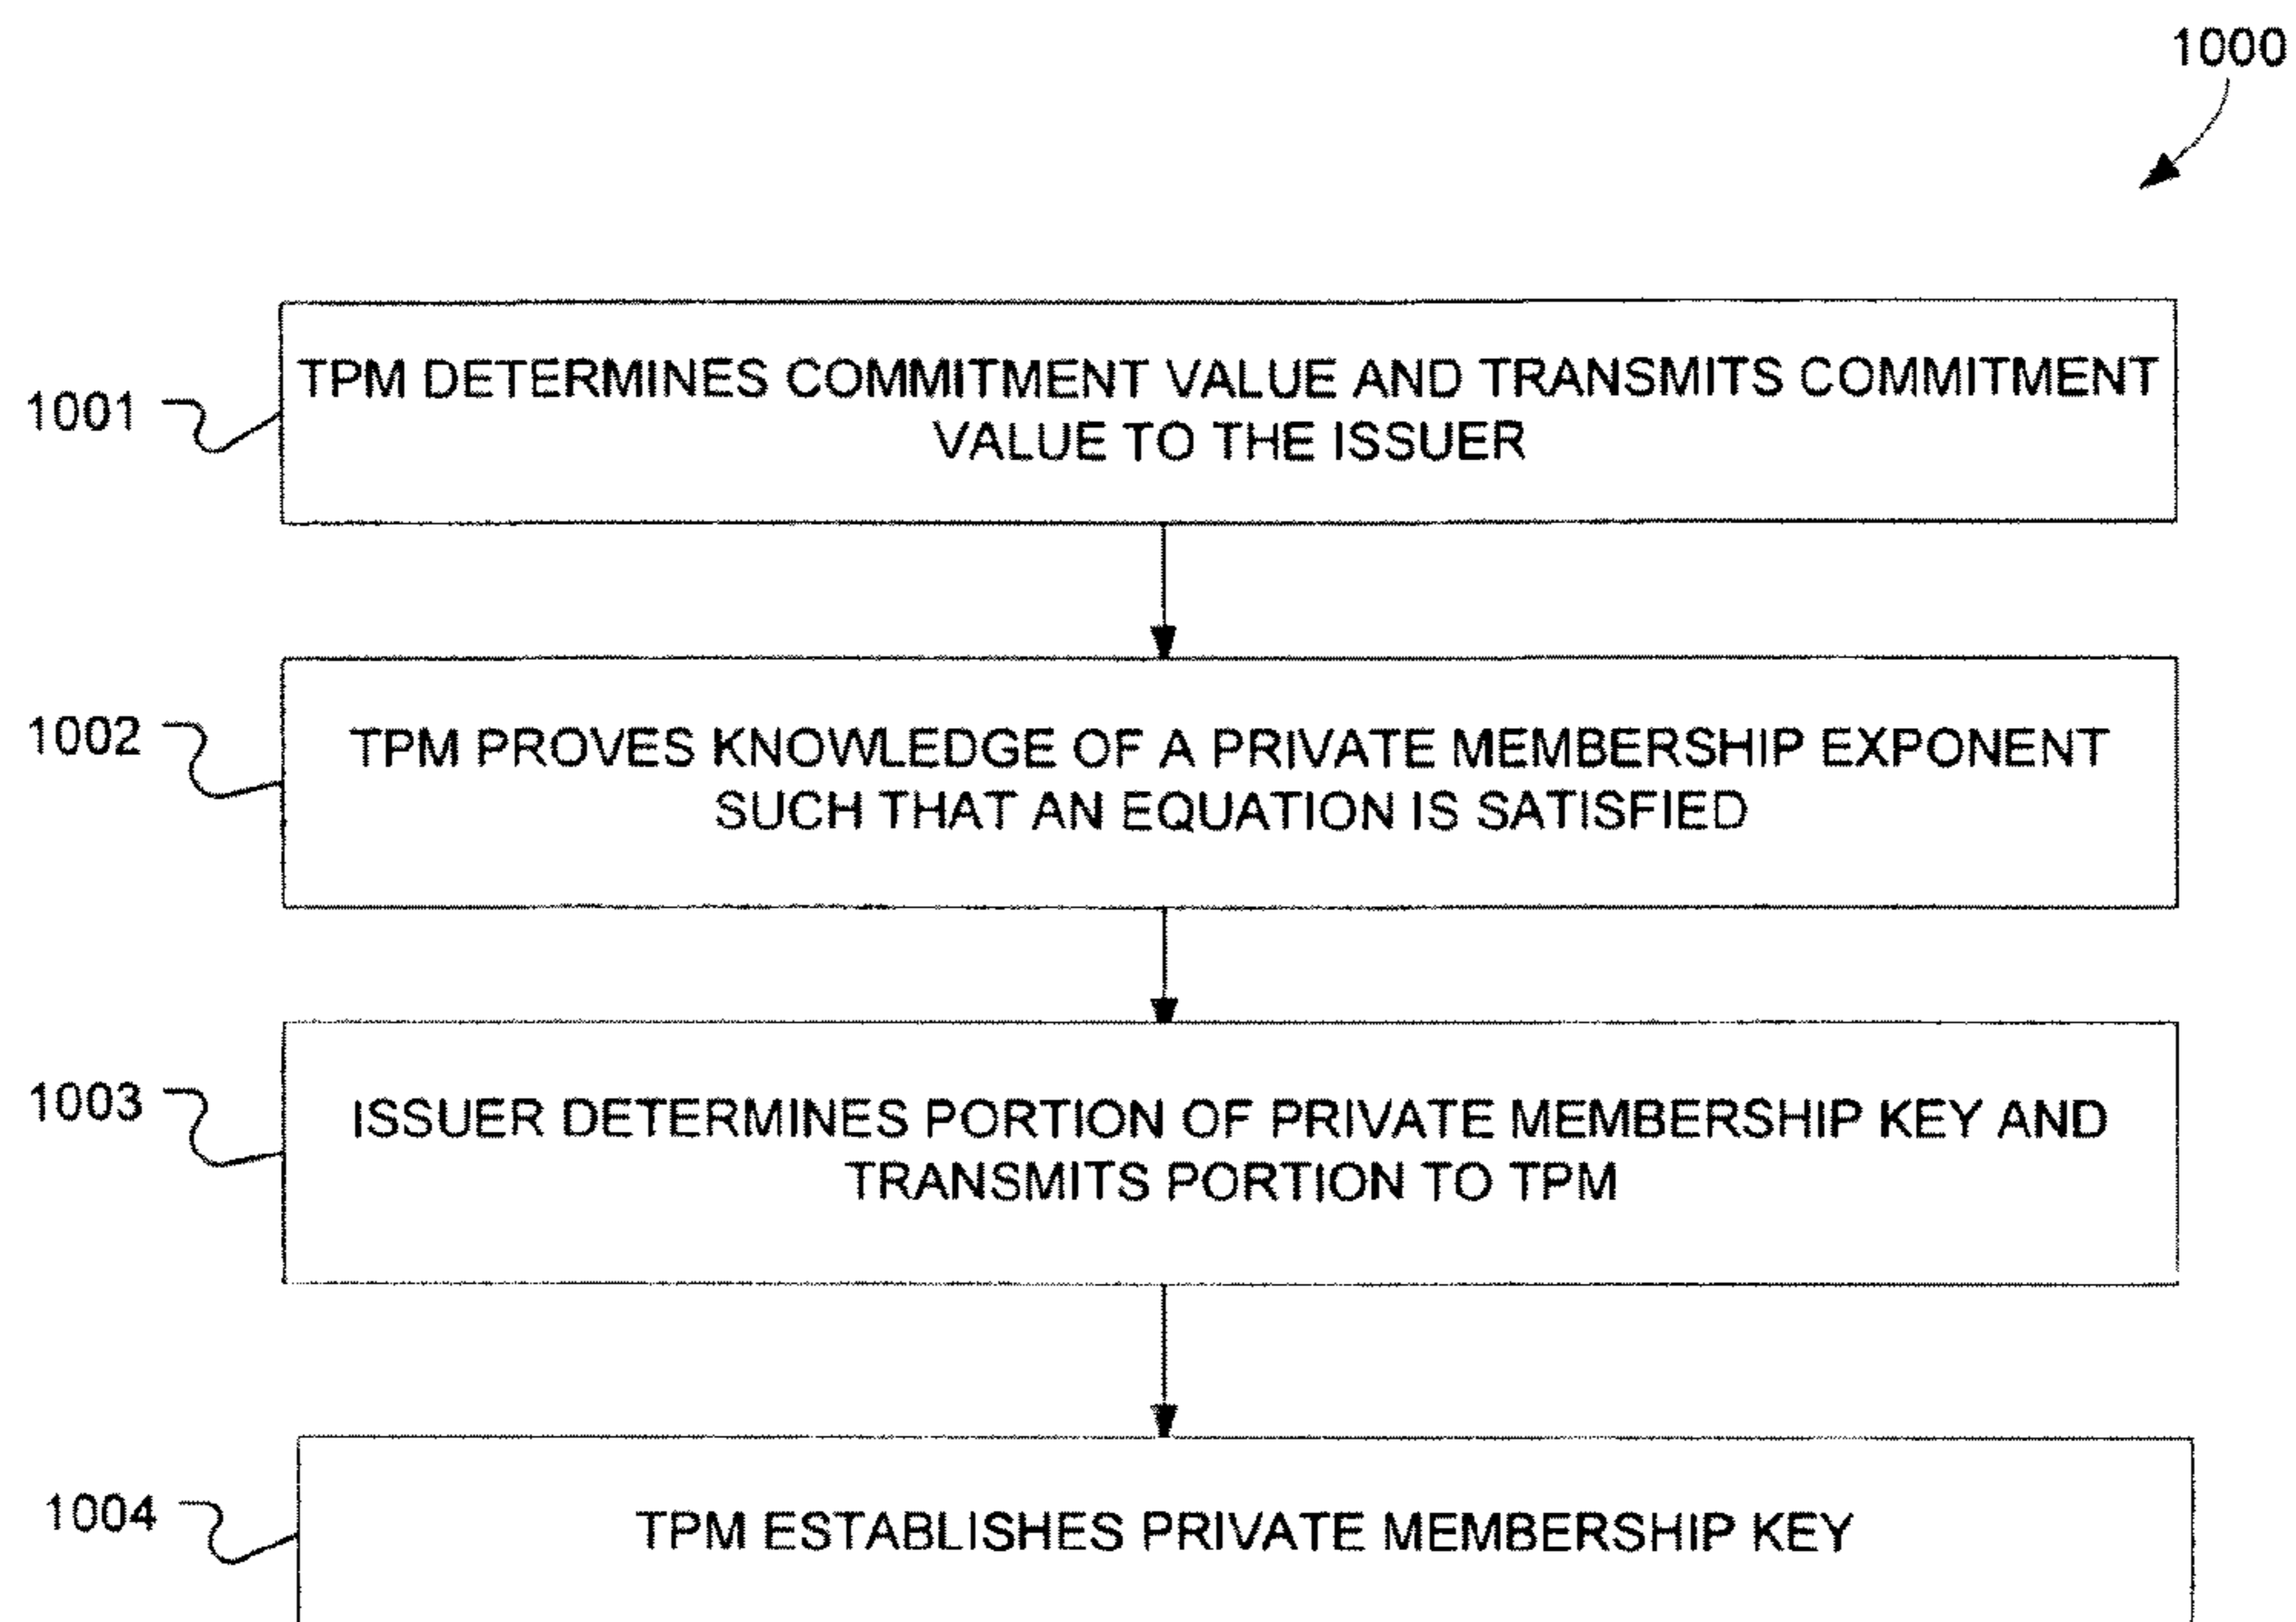 1000
1001
TPM DETERMINES COMMITMENT VALUE AND TRANSMITS COMMITMENT
VALUE TO THE ISSUER
1002
TPM PROVES KNOWLEDGE OF A PRIVATE MEMBERSHIP EXPONENT
SUCH THAT AN EQUATION IS SATISFIED
1003
ISSUER DETERMINES PORTION OF PRIVATE MEMBERSHIP KEY AND
TRANSMITS PORTION TO TPM
1004
TPM ESTABLISHES PRIVATE MEMBERSHIP KEY